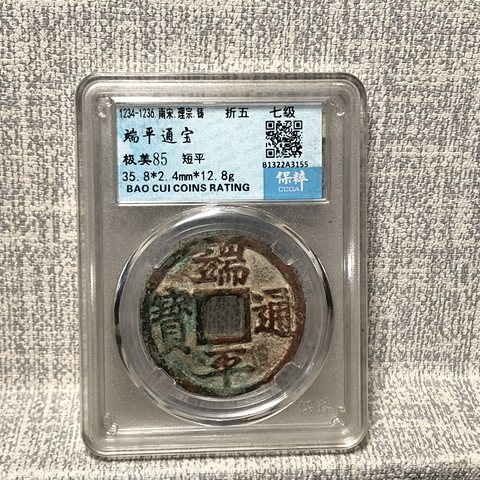 1234-1236.南宋.理宗.铸 折五 七级
端平通宝
极美85 短平
35.8*2.4mm*12.8g
BAO CUI COINS RATING
B1322A3155
保粹
CCGA
端平通寳